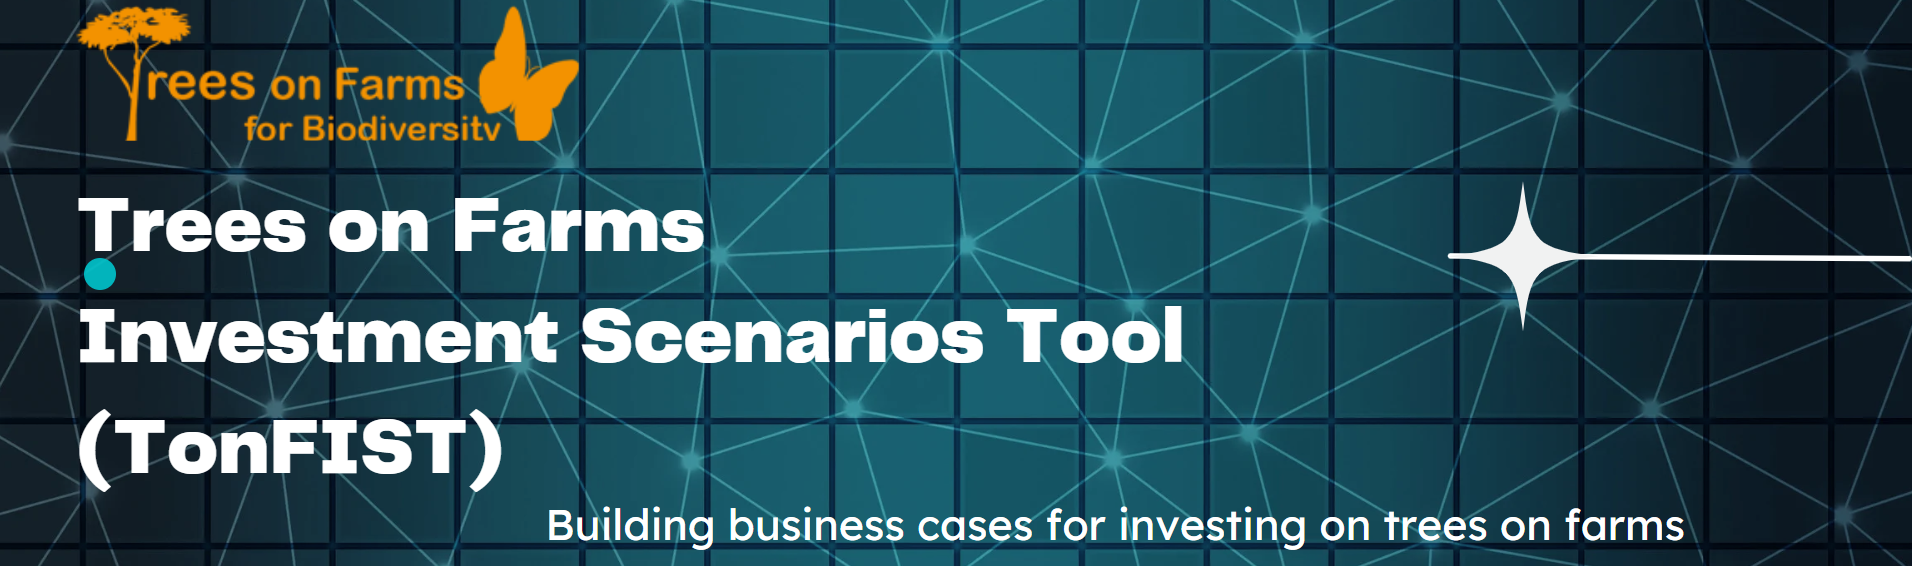 Trees on Farms
for Biodiversity
Trees on Farms
Investment Scenarios Tool
(TonFIST)
Building business cases for investing on trees on farms